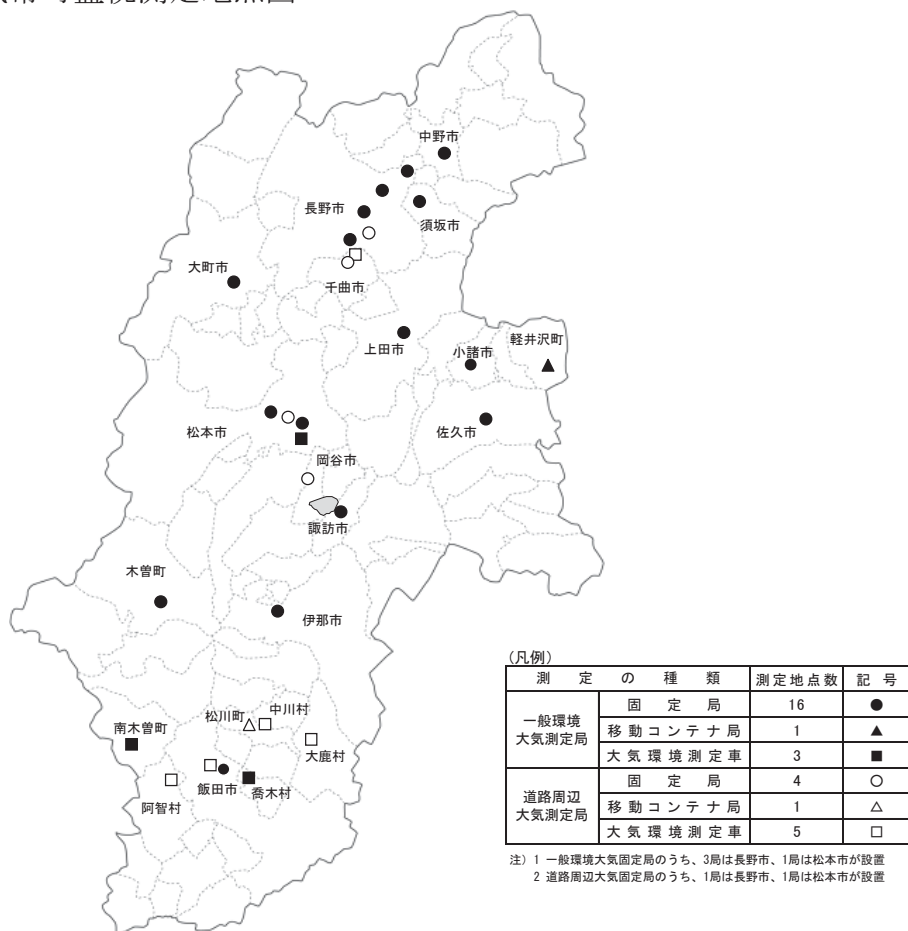 中野市
長野市
須坂市
大町市
千曲市
上田市
小諸市
軽井沢町
松本市
佐久市
岡谷市
諏訪市
木曽町
伊那市
松川町
中川村
南木曽町
大鹿村
飯田市
喬木村
阿智村
(凡例)
測定の種類 測定地点数 記号
一般環境大気測定局 固定局 16 ●
移動コンテナ局 1 ▲
大気環境測定車 3 ■
道路周辺大気測定局 固定局 4 ○
移動コンテナ局 1 △
大気環境測定車 5 □
注) 1 一般環境大気固定局のうち、3局は長野市、1局は松本市が設置
2 道路周辺大気固定局のうち、1局は長野市、1局は松本市が設置